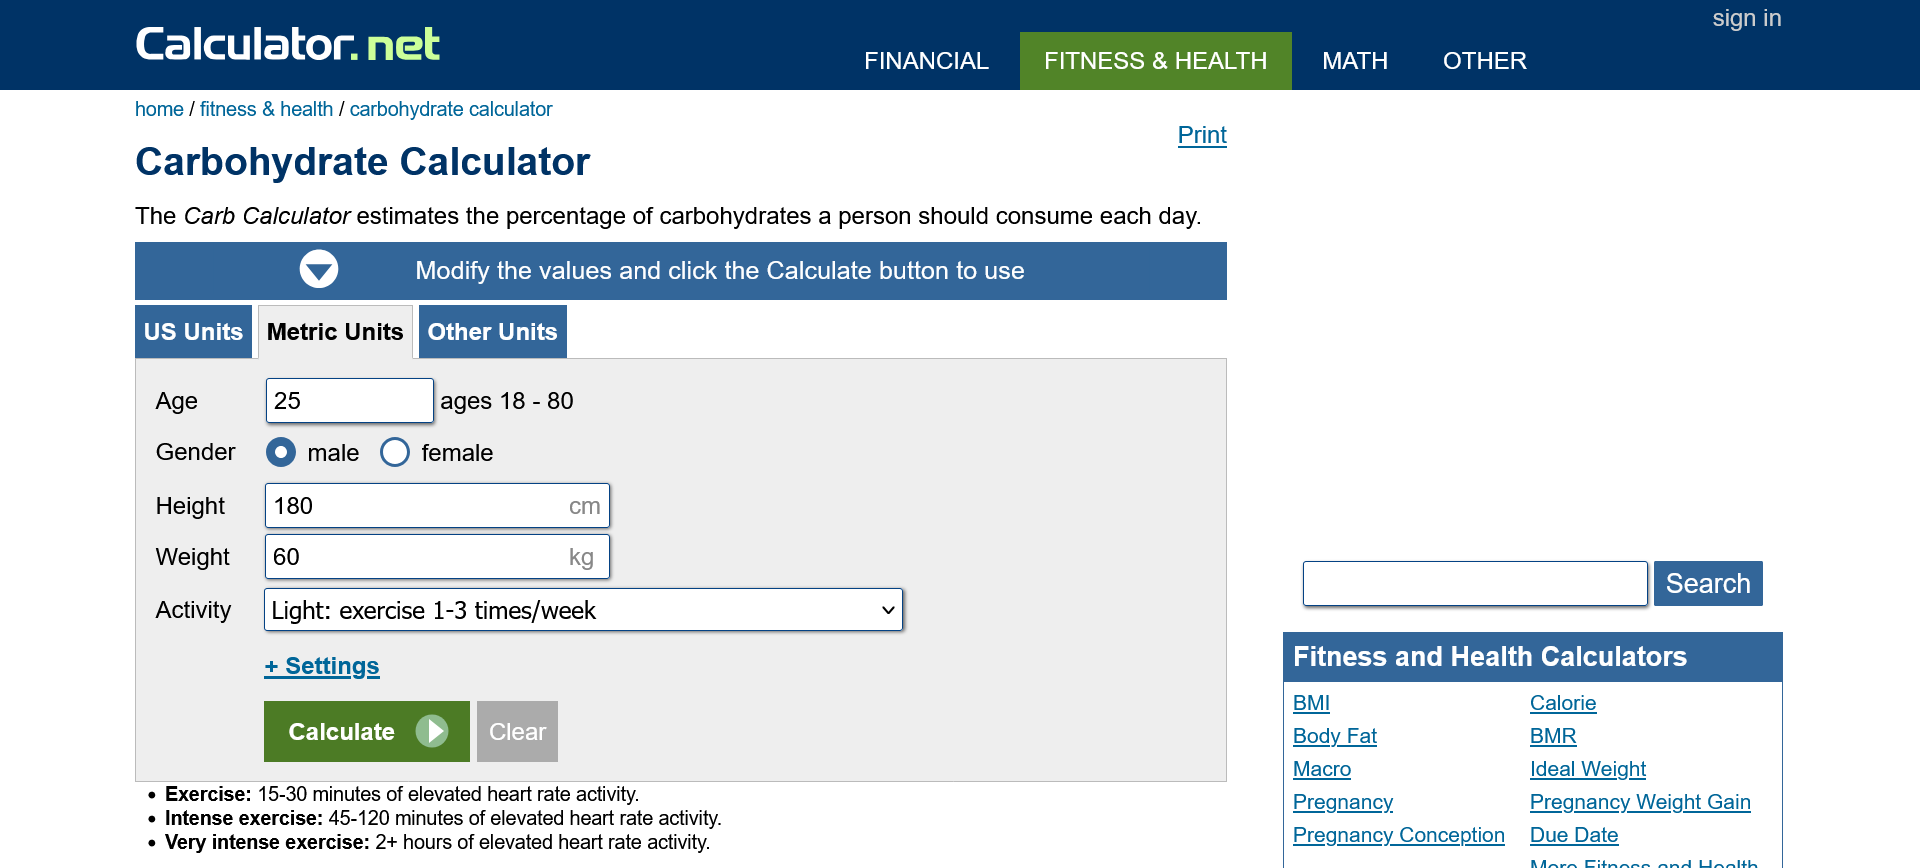 sign in
Calculator.net
FINANCIAL FITNESS & HEALTH MATH OTHER
home / fitness & health / carbohydrate calculator
Print
Carbohydrate Calculator
The Carb Calculator estimates the percentage of carbohydrates a person should consume each day.
Modify the values and click the Calculate button to use
US Units Metric Units Other Units
Age 25 ages 18 - 80
Gender male female
Height 180 cm
Weight 60 kg
Activity Light: exercise 1-3 times/week
+ Settings
Calculate Clear
Exercise: 15-30 minutes of elevated heart rate activity.
Intense exercise: 45-120 minutes of elevated heart rate activity.
Very intense exercise: 2+ hours of elevated heart rate activity.
Search
Fitness and Health Calculators
BMI Calorie
Body Fat BMR
Macro Ideal Weight
Pregnancy Pregnancy Weight Gain
Pregnancy Conception Due Date
More Fitness and Health